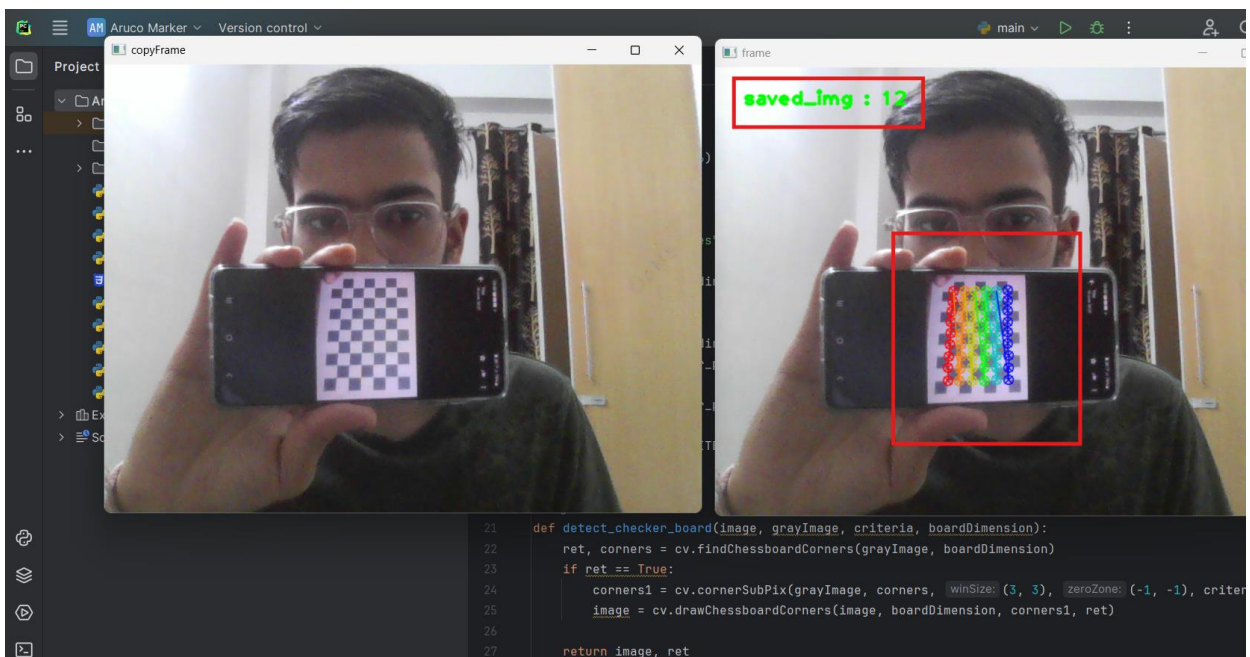 AM Aruco Marker Version control
main
copyFrame
frame
Project
saved_img : 12
21 def detect_checker_board(image, grayImage, criteria, boardDimension):
22 ret, corners = cv.findChessboardCorners(grayImage, boardDimension)
23 if ret == True:
24 corners1 = cv.cornerSubPix(grayImage, corners, winSize: (3, 3), zeroZone: (-1, -1), criter
25 image = cv.drawChessboardCorners(image, boardDimension, corners1, ret)
26
27 return image, ret